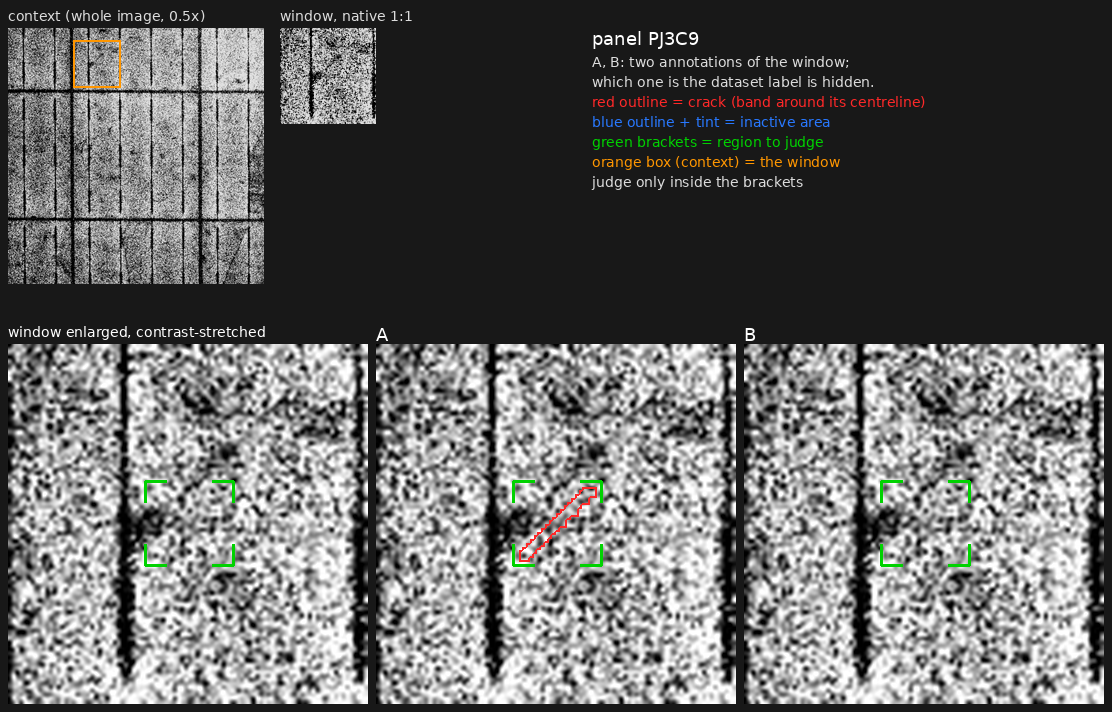 context (whole image, 0.5x)
window, native 1:1
panel PJ3C9
A, B: two annotations of the window;
which one is the dataset label is hidden.
red outline = crack (band around its centreline)
blue outline + tint = inactive area
green brackets = region to judge
orange box (context) = the window
judge only inside the brackets
window enlarged, contrast-stretched
A
B